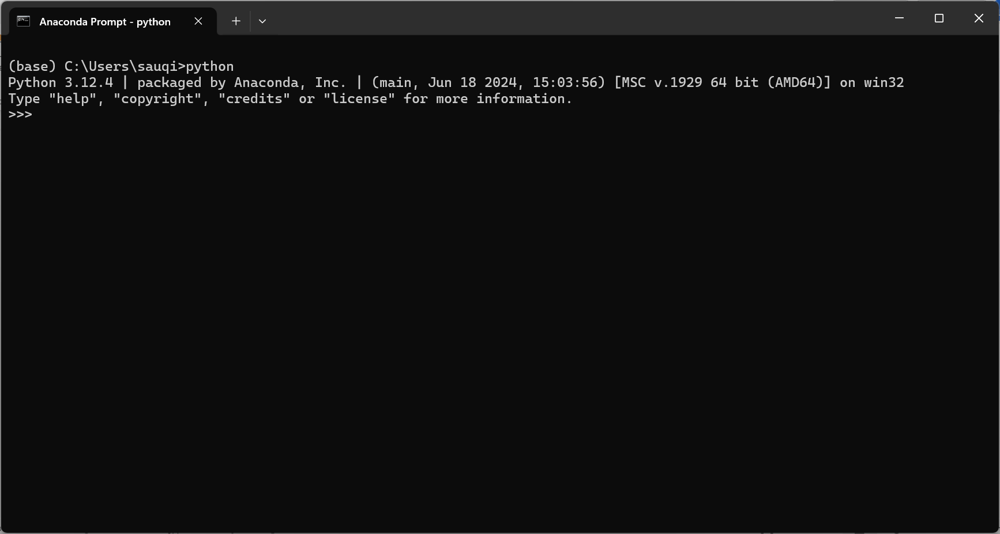 Anaconda Prompt - python
(base) C:\Users\sauqi>python
Python 3.12.4 | packaged by Anaconda, Inc. | (main, Jun 18 2024, 15:03:56) [MSC v.1929 64 bit (AMD64)] on win32
Type "help", "copyright", "credits" or "license" for more information.
>>>